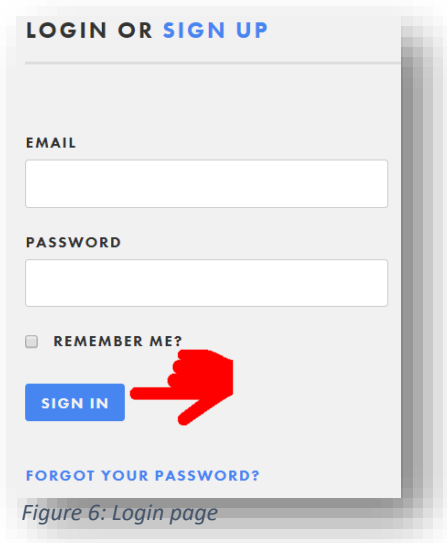 LOGIN OR SIGN UP
EMAIL
PASSWORD
REMEMBER ME?
SIGN IN
FORGOT YOUR PASSWORD?
Figure 6: Login page